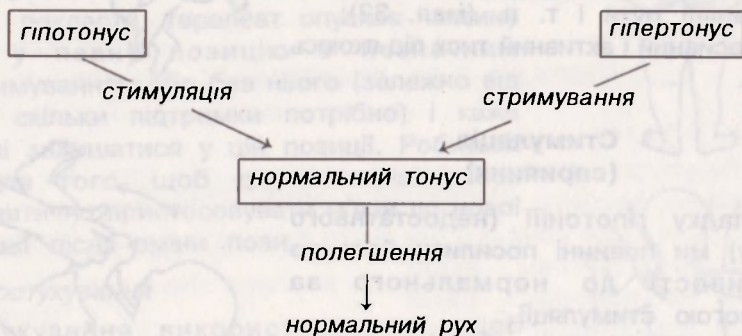 гіпотонус гіпертонус
стимуляція стримування
нормальний тонус
полегшення
нормальний рух